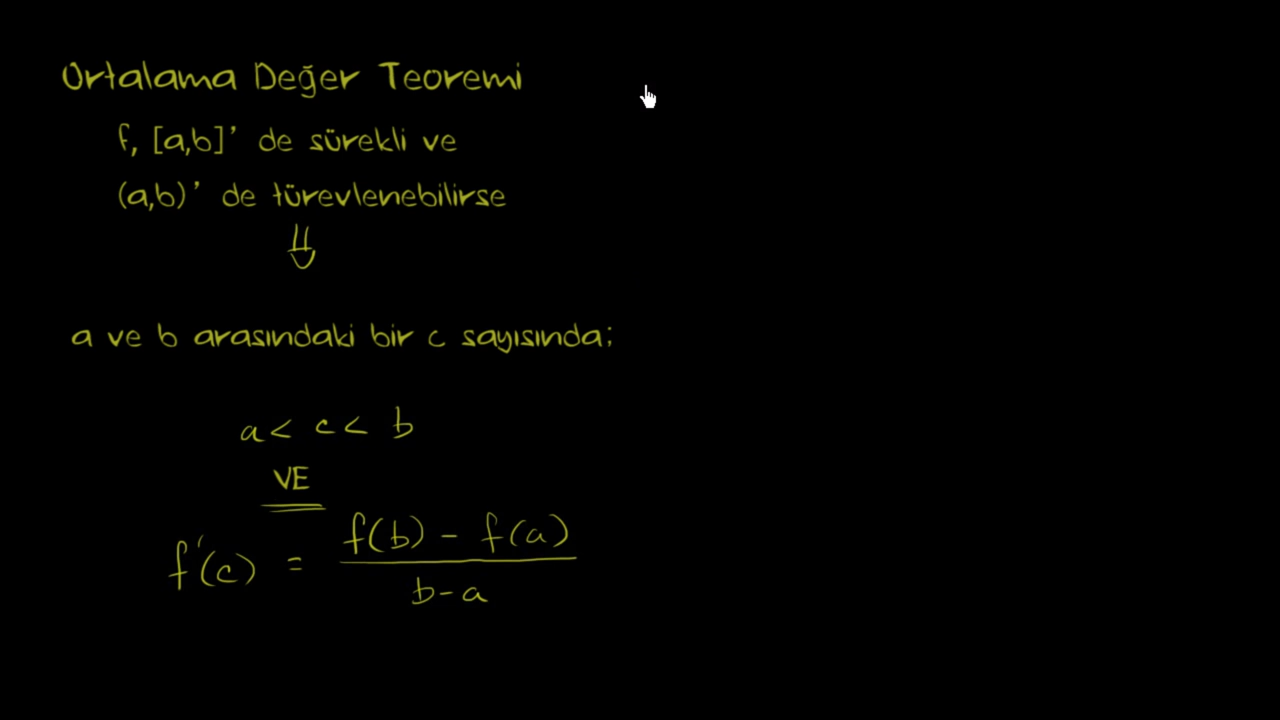 Ortalama Değer Teoremi
f, [a,b]' de sürekli ve
(a,b)' de türevlenebilirse
⇓
a ve b arasındaki bir c sayısında;
a < c < b
VE
f'(c) = f(b) - f(a) / b-a